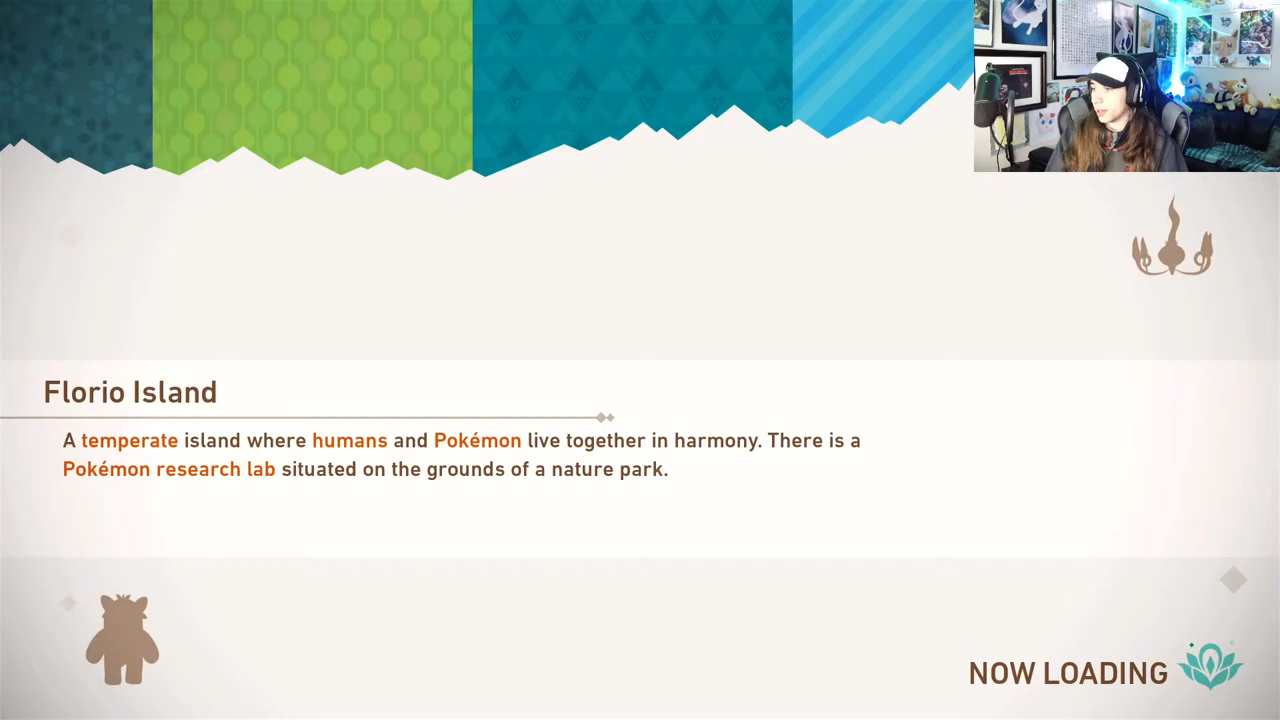 Florio Island
A temperate island where humans and Pokémon live together in harmony. There is a
Pokémon research lab situated on the grounds of a nature park.
NOW LOADING